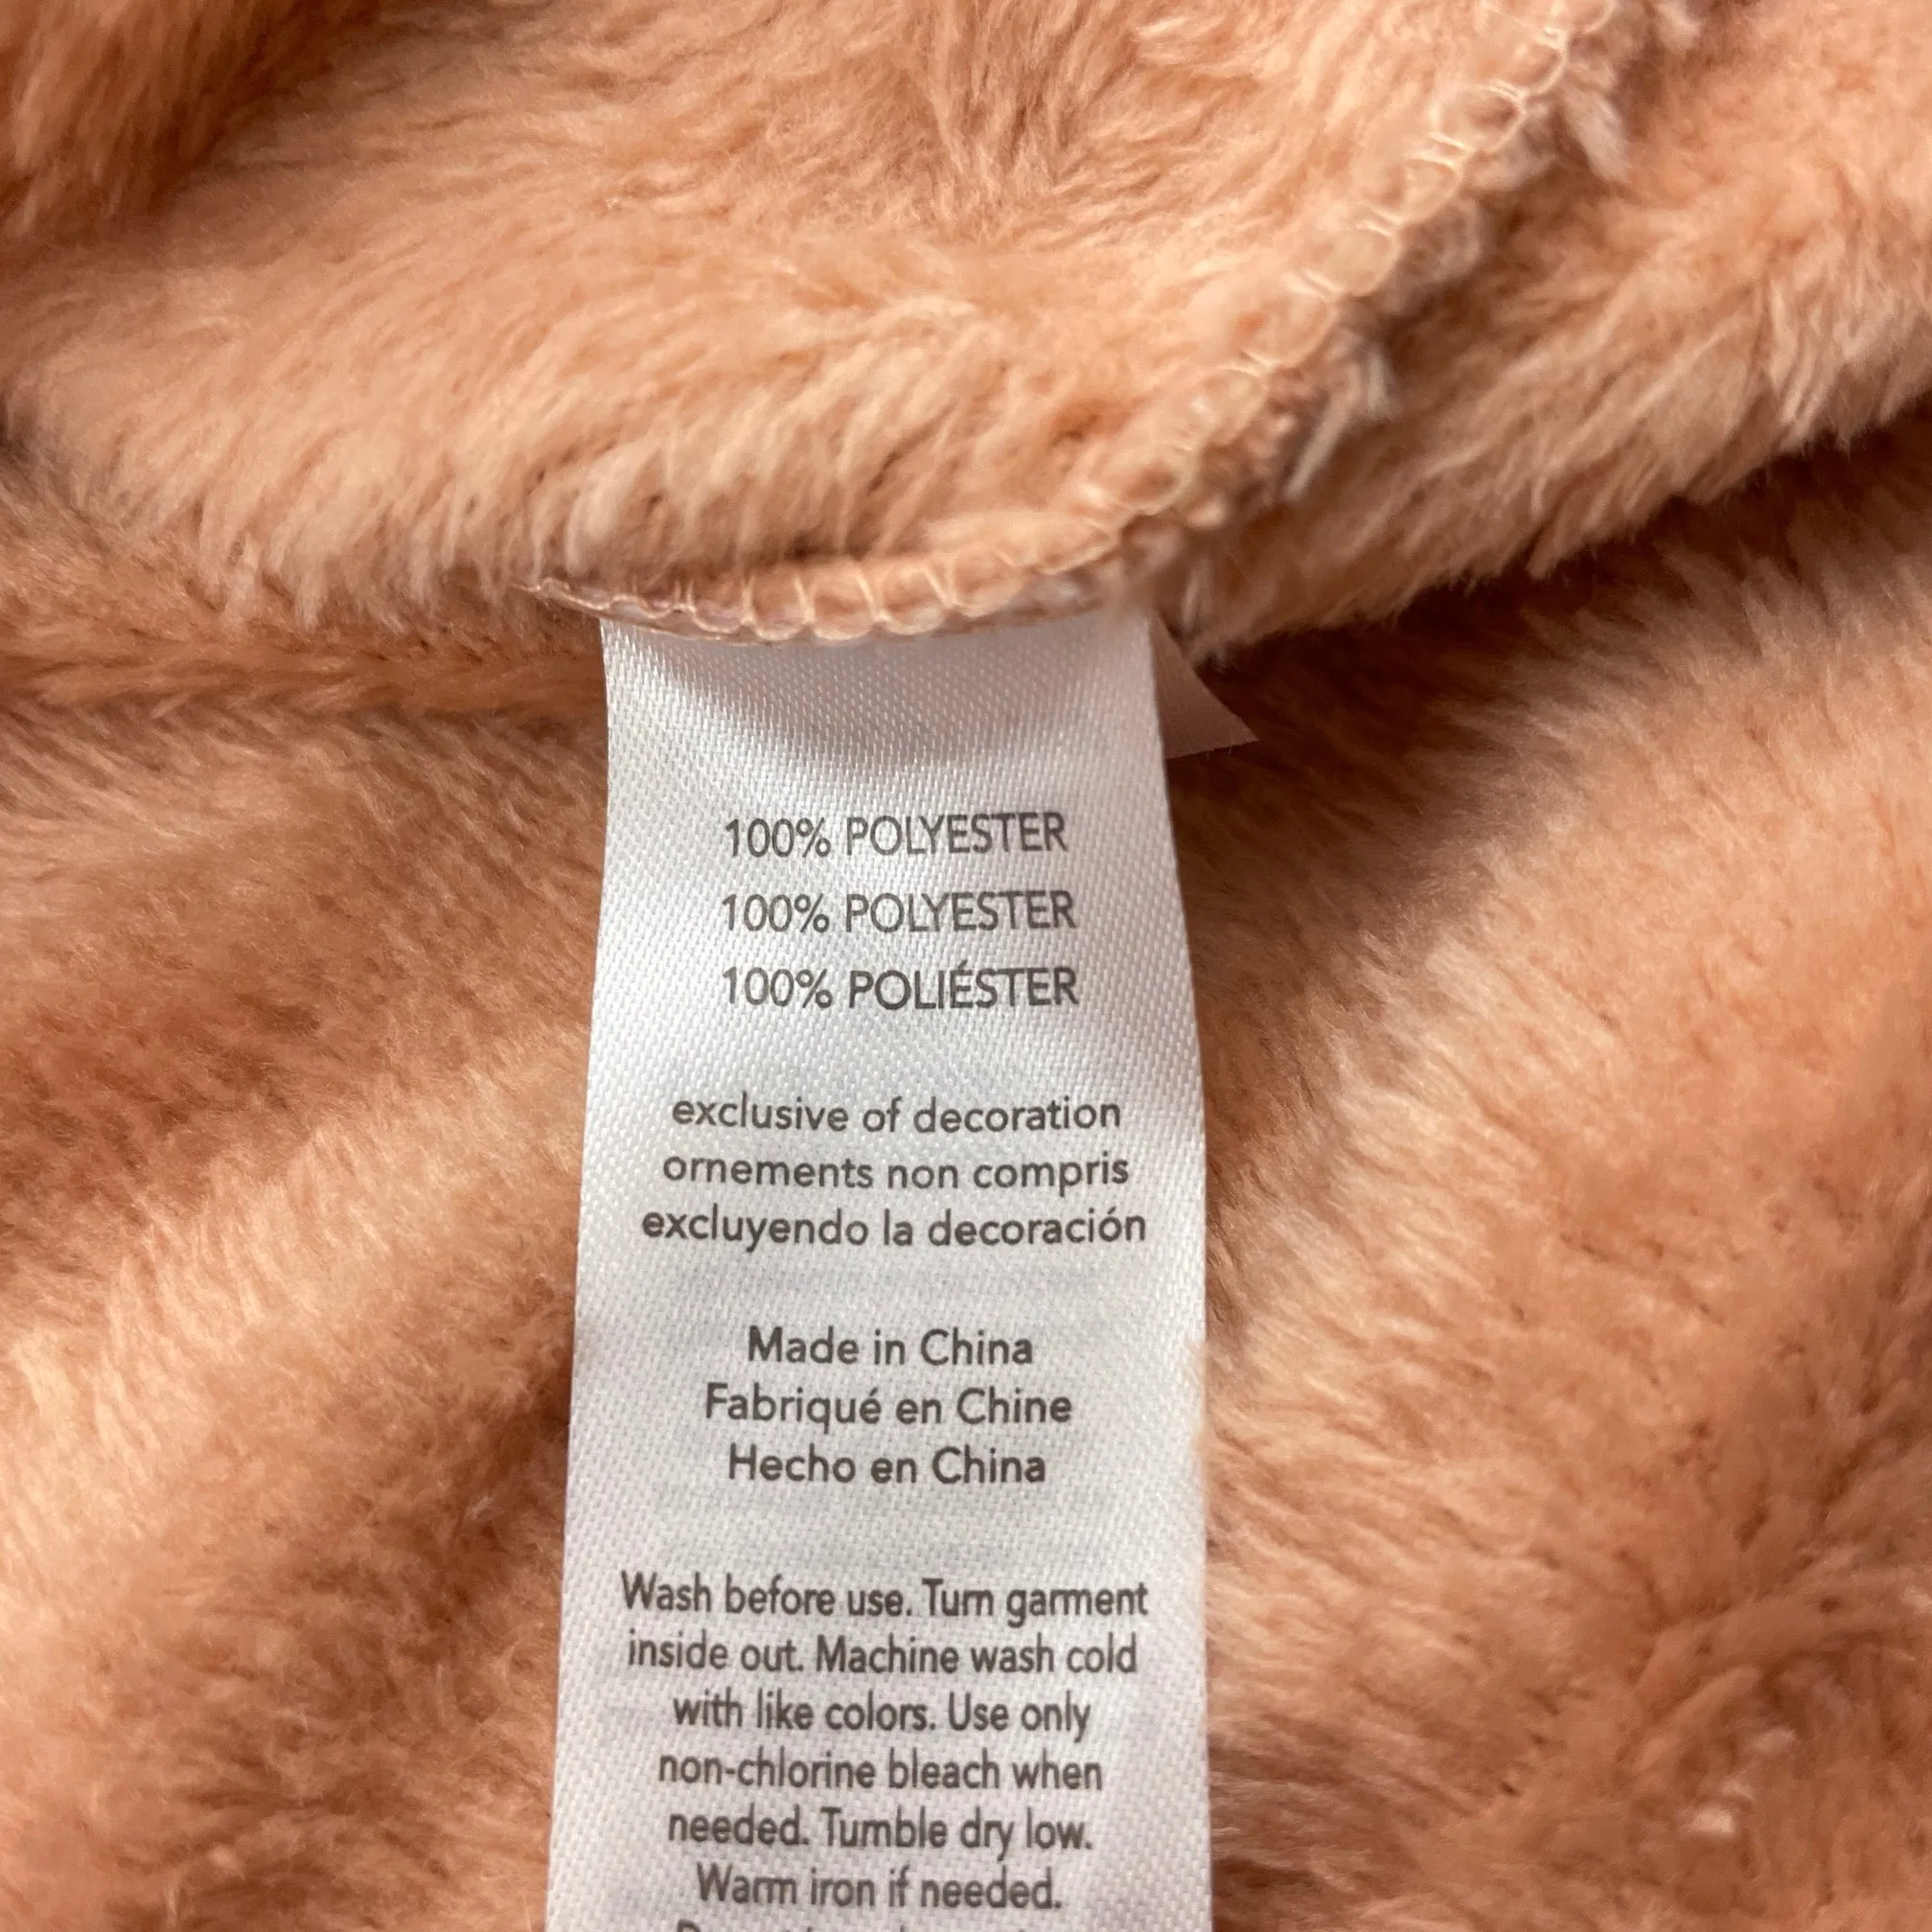 100% POLYESTER
100% POLYESTER
100% POLIÉSTER
exclusive of decoration
ornements non compris
excluyendo la decoración
Made in China
Fabriqué en Chine
Hecho en China
Wash before use. Turn garment
inside out. Machine wash cold
with like colors. Use only
non-chlorine bleach when
needed. Tumble dry low.
Warm iron if needed.